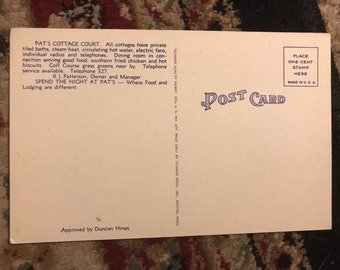 PAT'S COTTAGE COURT. All cottages have private
tiled baths, steam heat, circulating hot water, electric fans,
individual radios and telephones. Dining room in con-
nection serving good food, southern fried chicken and hot
biscuits. Golf Course grass greens near by. Telephone
service available. Telephone 327.
B. J. Patterson, Owner and Manager
SPEND THE NIGHT AT PAT'S — Where Food and
Lodging are different.
Approved by Duncan Hines
POST CARD
PLACE
ONE CENT
STAMP
HERE
MADE IN U. S. A.